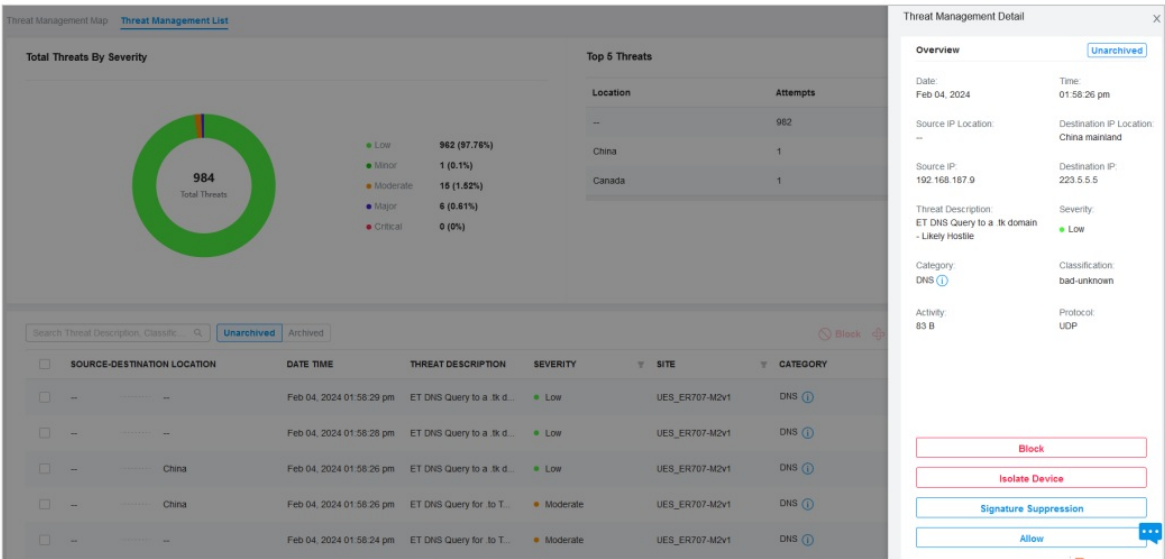 Threat Management Map Threat Management List
Total Threats By Severity
984
Total Threats
Low 962 (97.76%)
Minor 1 (0.1%)
Moderate 15 (1.52%)
Major 6 (0.61%)
Critical 0 (0%)
Top 5 Threats
Location Attempts
-- 982
China 1
Canada 1
Search Threat Description, Classific... Unarchived Archived Block
SOURCE-DESTINATION LOCATION DATE TIME THREAT DESCRIPTION SEVERITY SITE CATEGORY
-- -- Feb 04, 2024 01:58:29 pm ET DNS Query to a .tk d... Low UES_ER707-M2v1 DNS
-- -- Feb 04, 2024 01:58:28 pm ET DNS Query to a .tk d... Low UES_ER707-M2v1 DNS
-- China Feb 04, 2024 01:58:26 pm ET DNS Query to a .tk d... Low UES_ER707-M2v1 DNS
-- China Feb 04, 2024 01:58:26 pm ET DNS Query for .to T... Moderate UES_ER707-M2v1 DNS
-- -- Feb 04, 2024 01:58:24 pm ET DNS Query for .to T... Moderate UES_ER707-M2v1 DNS
Threat Management Detail
Overview Unarchived
Date: Time:
Feb 04, 2024 01:58:26 pm
Source IP Location: Destination IP Location:
-- China mainland
Source IP: Destination IP:
192.168.187.9 223.5.5.5
Threat Description: Severity:
ET DNS Query to a .tk domain
- Likely Hostile Low
Category: Classification:
DNS bad-unknown
Activity: Protocol:
83 B UDP
Block
Isolate Device
Signature Suppression
Allow